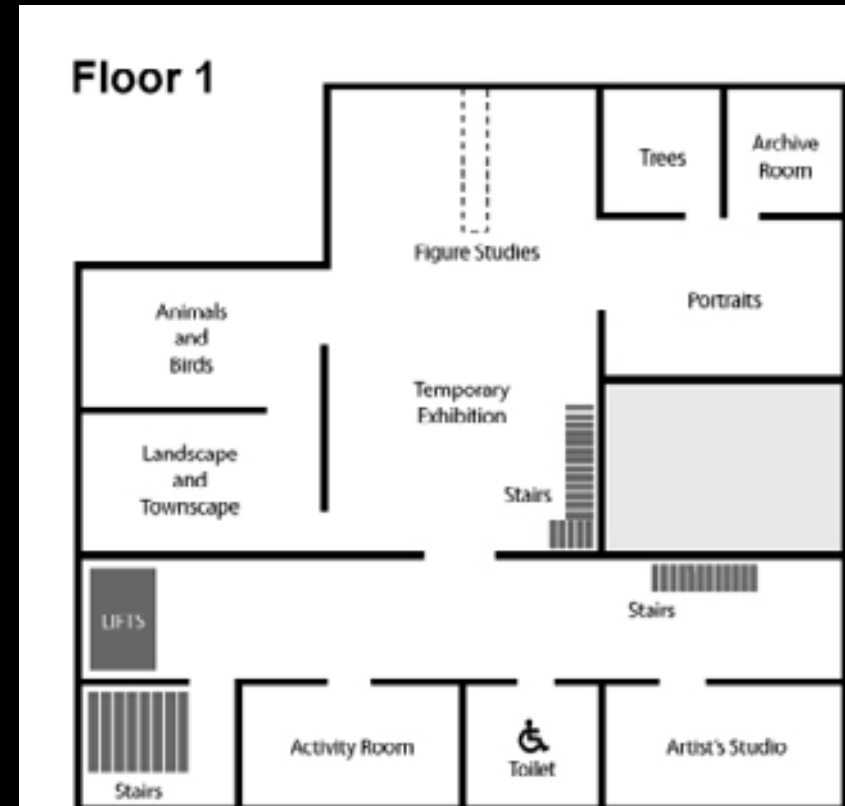 Floor 1
Trees
Archive
Room
Figure Studies
Portraits
Animals
and
Birds
Temporary
Exhibition
Landscape
and
Townscape
Stairs
LIFTS
Stairs
Activity Room
Toilet
Artist's Studio
Stairs